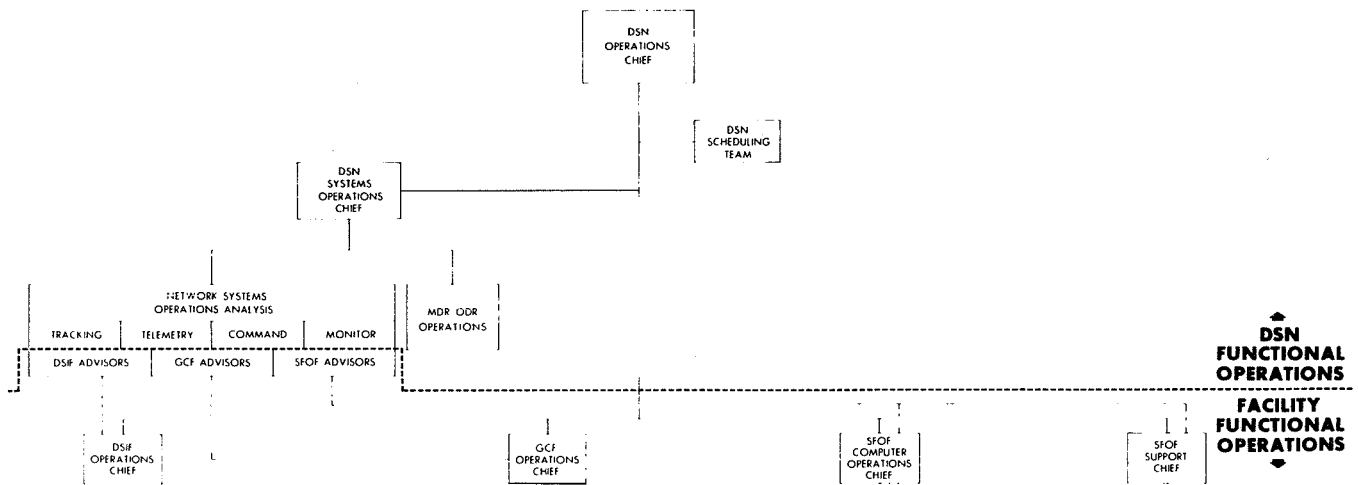 DSN
OPERATIONS
CHIEF
DSN
SCHEDULING
TEAM
DSN
SYSTEMS
OPERATIONS
CHIEF
NETWORK SYSTEMS
OPERATIONS ANALYSIS
TRACKING TELEMETRY COMMAND MONITOR
MDR ODR
OPERATIONS
DSIF ADVISORS GCF ADVISORS SFOF ADVISORS
DSN
FUNCTIONAL
OPERATIONS
FACILITY
FUNCTIONAL
OPERATIONS
DSIF
OPERATIONS
CHIEF
GCF
OPERATIONS
CHIEF
SFOF
COMPUTER
OPERATIONS
CHIEF
SFOF
SUPPORT
CHIEF